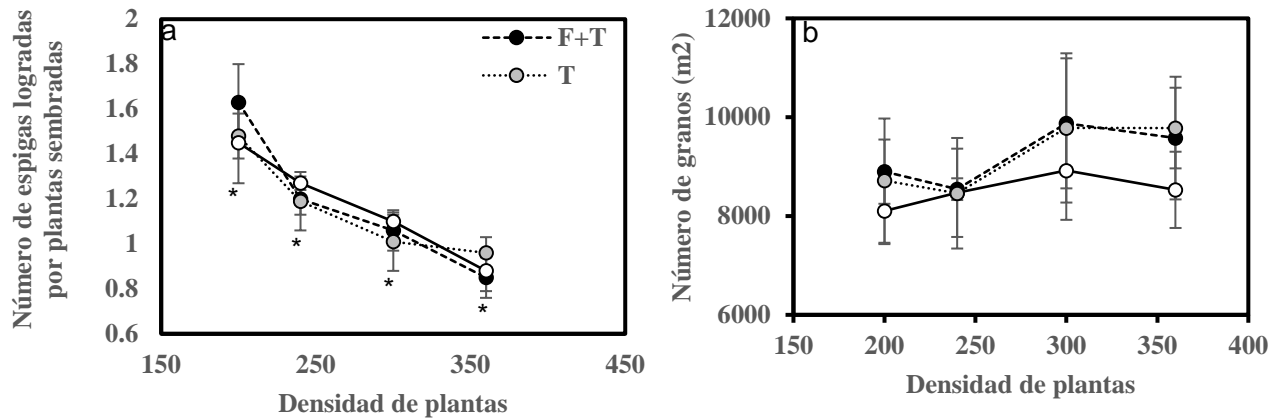 Número de espigas logradas
por plantas sembradas
2
1.8
1.6
1.4
1.2
1
0.8
0.6
a
F+T
T
*
*
*
*
150
250
350
450
Densidad de plantas
Número de granos (m2)
12000
10000
8000
6000
b
150
200
250
300
350
400
Densidad de plantas